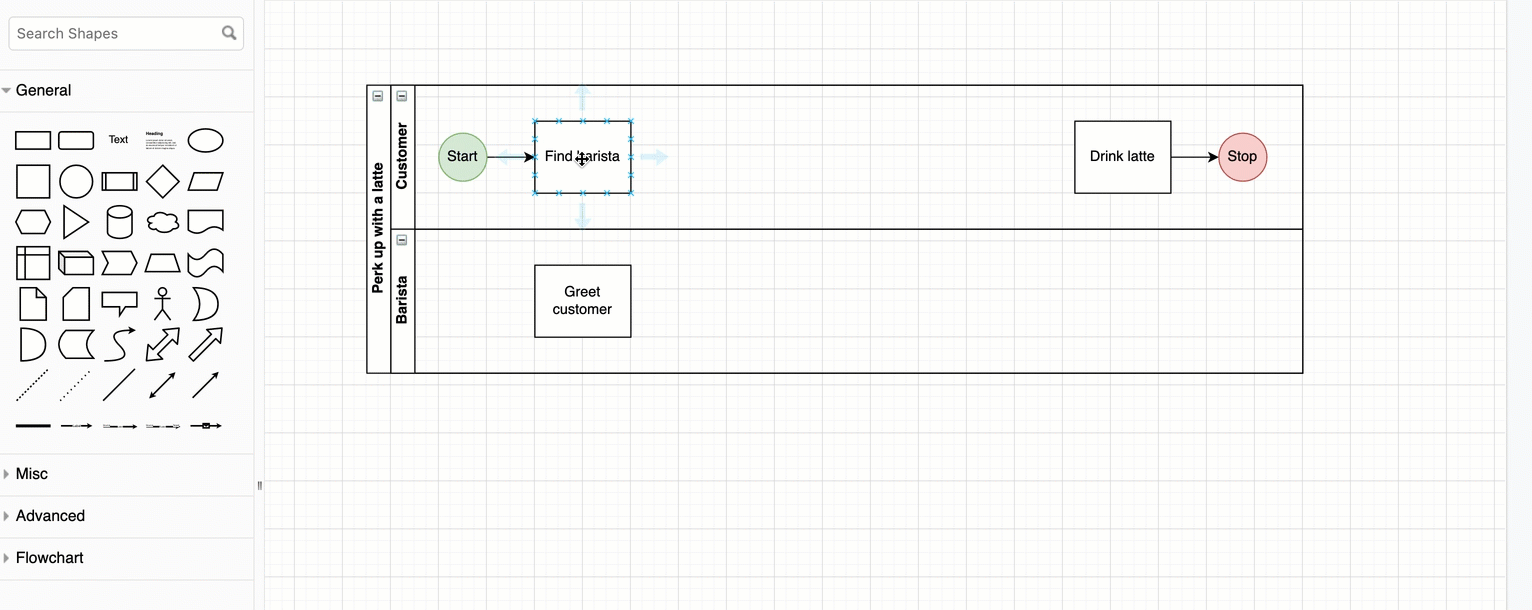 Search Shapes
General
Text
Heading
Misc
Advanced
Flowchart
Perk up with a latte
Customer
Barista
Start
Find barista
Drink latte
Stop
Greet
customer